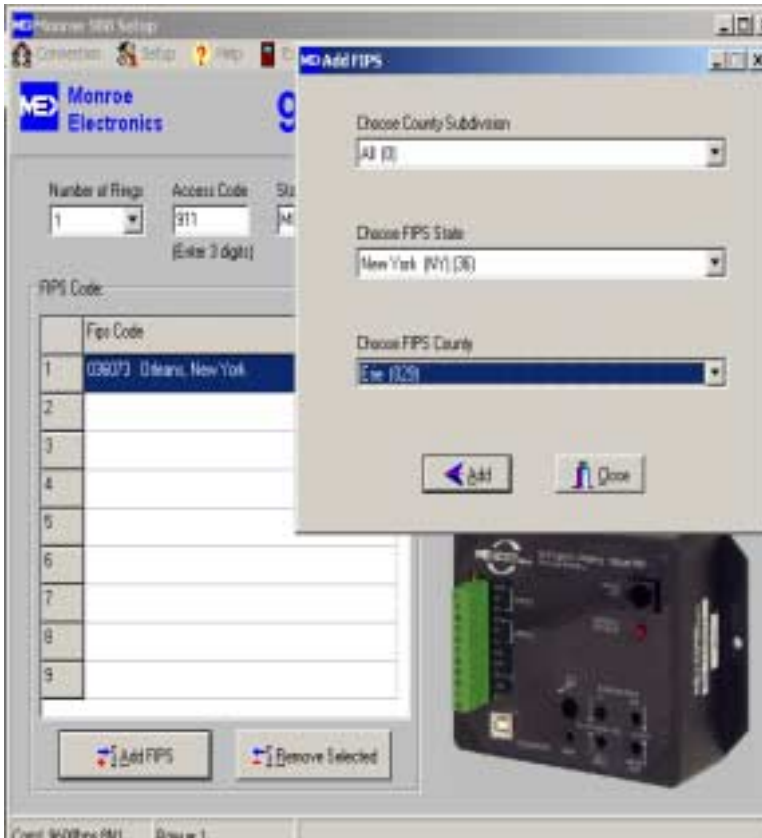 Monroe 988 Setup
Connection Setup Help
MED Monroe
Electronics
9
Number of Rings Access Code
1 911
(Enter 3 digits)
FIPS Code
Fips Code
1 036073 Orleans, New York
2
3
4
5
6
7
8
9
Add FIPS Remove Selected
Add FIPS
Choose County Subdivision
All (0)
Choose FIPS State
New York (NY) (36)
Choose FIPS County
Erie (029)
Add Close